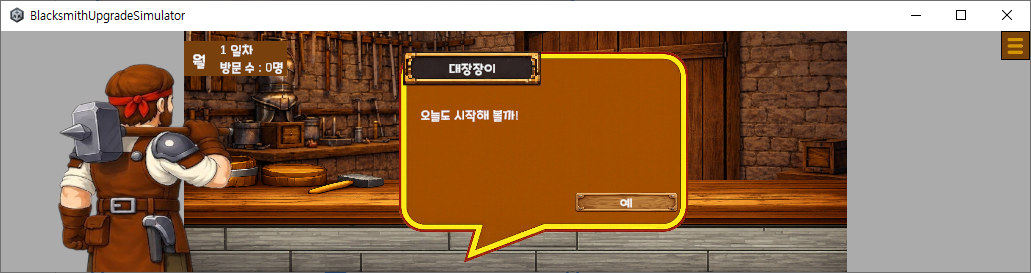 BlacksmithUpgradeSimulator
월
1 일차
방문 수 : 0명
대장장이
오늘도 시작해 볼까!
예